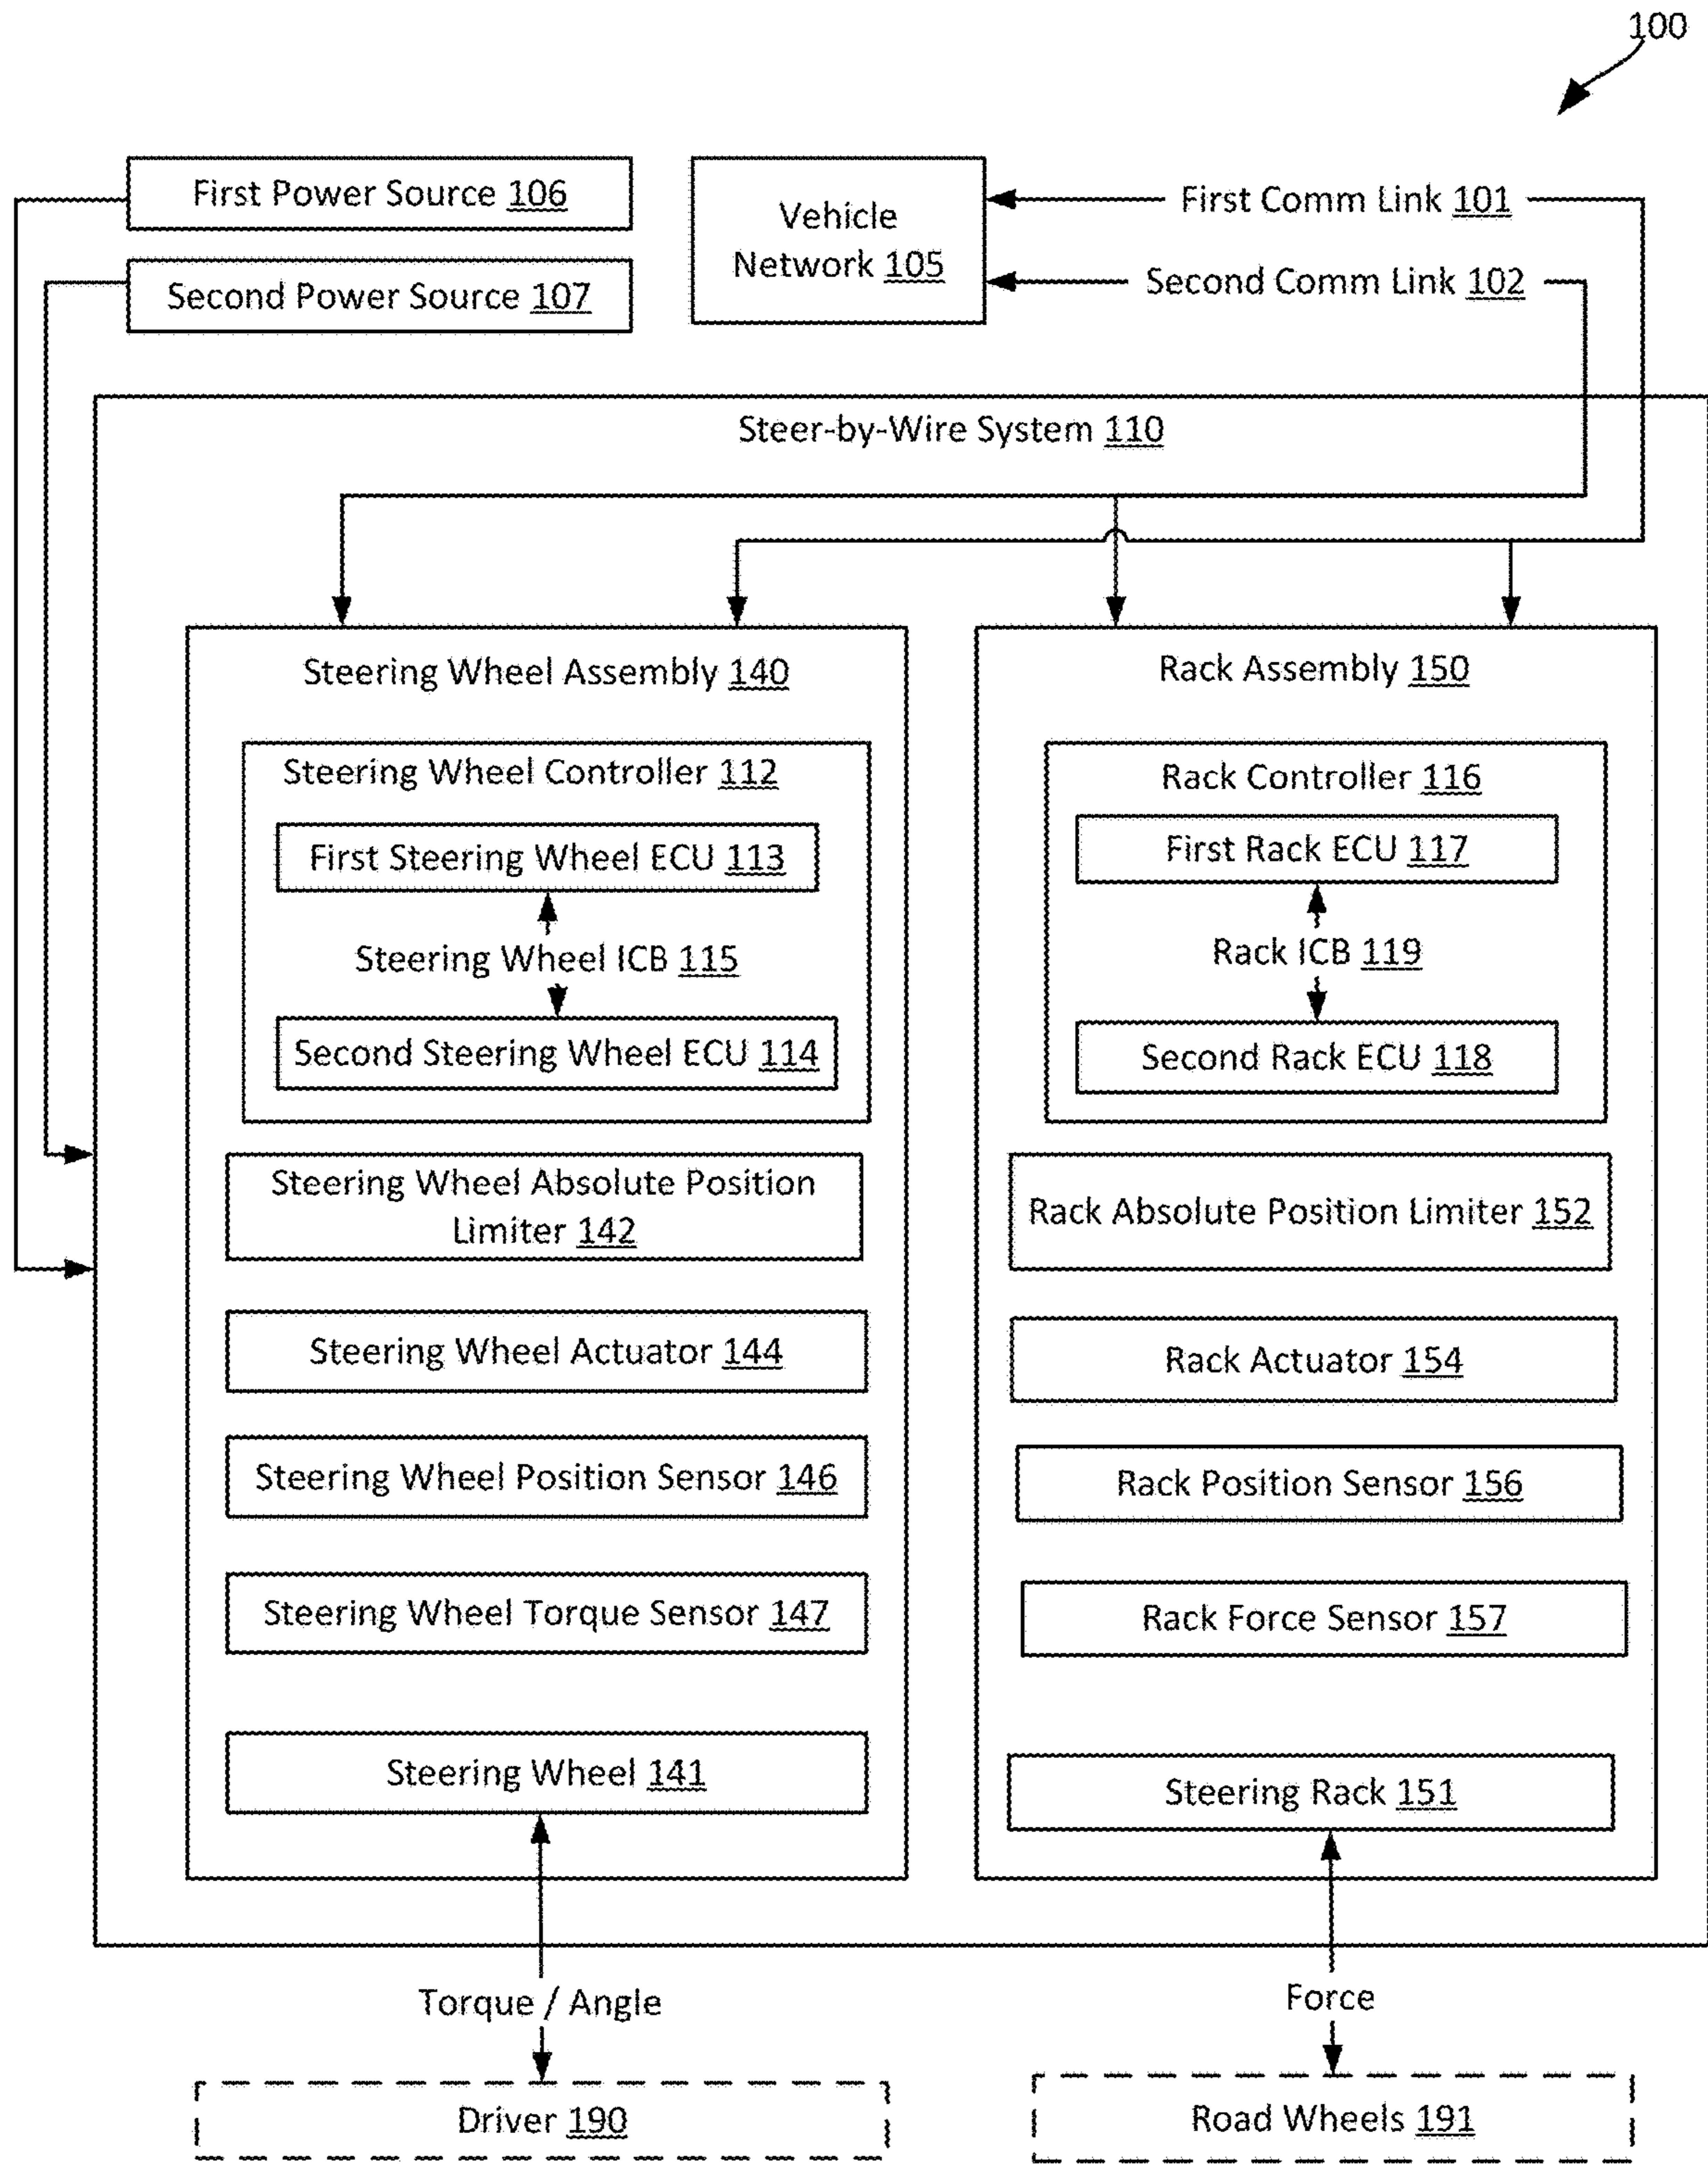 100
First Power Source 106
Second Power Source 107
Vehicle
Network 105
First Comm Link 101
Second Comm Link 102
Steer-by-Wire System 110
Steering Wheel Assembly 140
Steering Wheel Controller 112
First Steering Wheel ECU 113
Steering Wheel ICB 115
Second Steering Wheel ECU 114
Steering Wheel Absolute Position
Limiter 142
Steering Wheel Actuator 144
Steering Wheel Position Sensor 146
Steering Wheel Torque Sensor 147
Steering Wheel 141
Rack Assembly 150
Rack Controller 116
First Rack ECU 117
Rack ICB 119
Second Rack ECU 118
Rack Absolute Position Limiter 152
Rack Actuator 154
Rack Position Sensor 156
Rack Force Sensor 157
Steering Rack 151
Torque / Angle
Force
Driver 190
Road Wheels 191